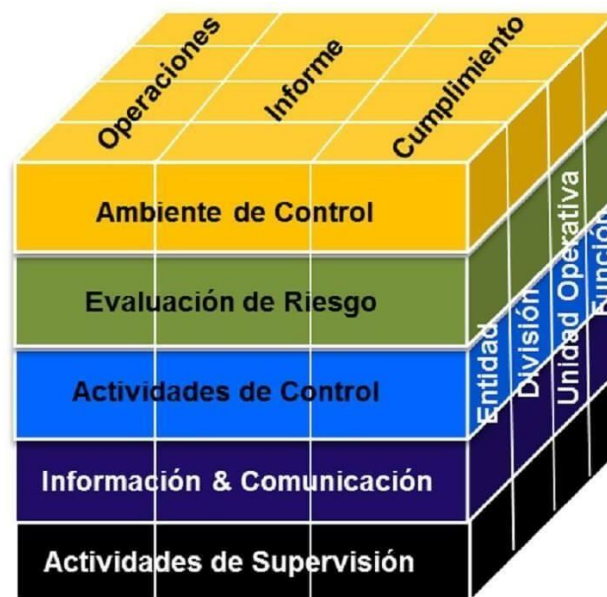 Operaciones
Informe
Cumplimiento
Ambiente de Control
Evaluación de Riesgo
Actividades de Control
Información & Comunicación
Actividades de Supervisión
Entidad
División
Unidad Operativa
Función